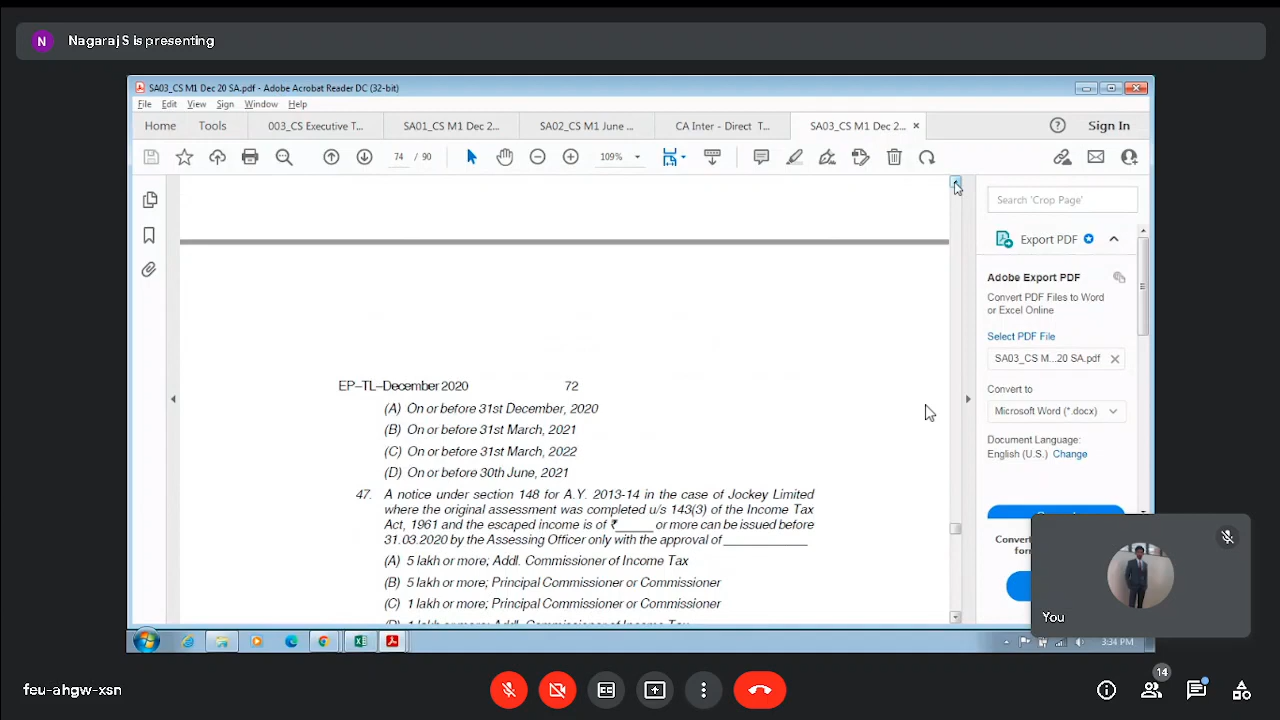 N Nagaraj S is presenting
SA03_CS M1 Dec 20 SA.pdf - Adobe Acrobat Reader DC (32-bit)
File Edit View Sign Window Help
Home Tools 003_CS Executive T... SA01_CS M1 Dec 2... SA02_CS M1 June ... CA Inter - Direct T... SA03_CS M1 Dec 2... × Sign In
74 / 90 109%
Search 'Crop Page'
Export PDF
Adobe Export PDF
Convert PDF Files to Word
or Excel Online
Select PDF File
SA03_CS M...20 SA.pdf
Convert to
Microsoft Word (*.docx)
Document Language:
English (U.S.) Change
EP–TL–December 2020 72
(A) On or before 31st December, 2020
(B) On or before 31st March, 2021
(C) On or before 31st March, 2022
(D) On or before 30th June, 2021
47. A notice under section 148 for A.Y. 2013-14 in the case of Jockey Limited
where the original assessment was completed u/s 143(3) of the Income Tax
Act, 1961 and the escaped income is of ₹_____ or more can be issued before
31.03.2020 by the Assessing Officer only with the approval of ____________
(A) 5 lakh or more; Addl. Commissioner of Income Tax
(B) 5 lakh or more; Principal Commissioner or Commissioner
(C) 1 lakh or more; Principal Commissioner or Commissioner
You
3:34 PM
feu-ahgw-xsn
14